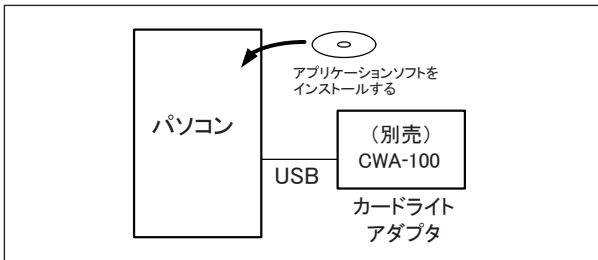 アプリケーションソフトを
インストールする
パソコン
（別売）
CWA-100
USB
カードライト
アダプタ